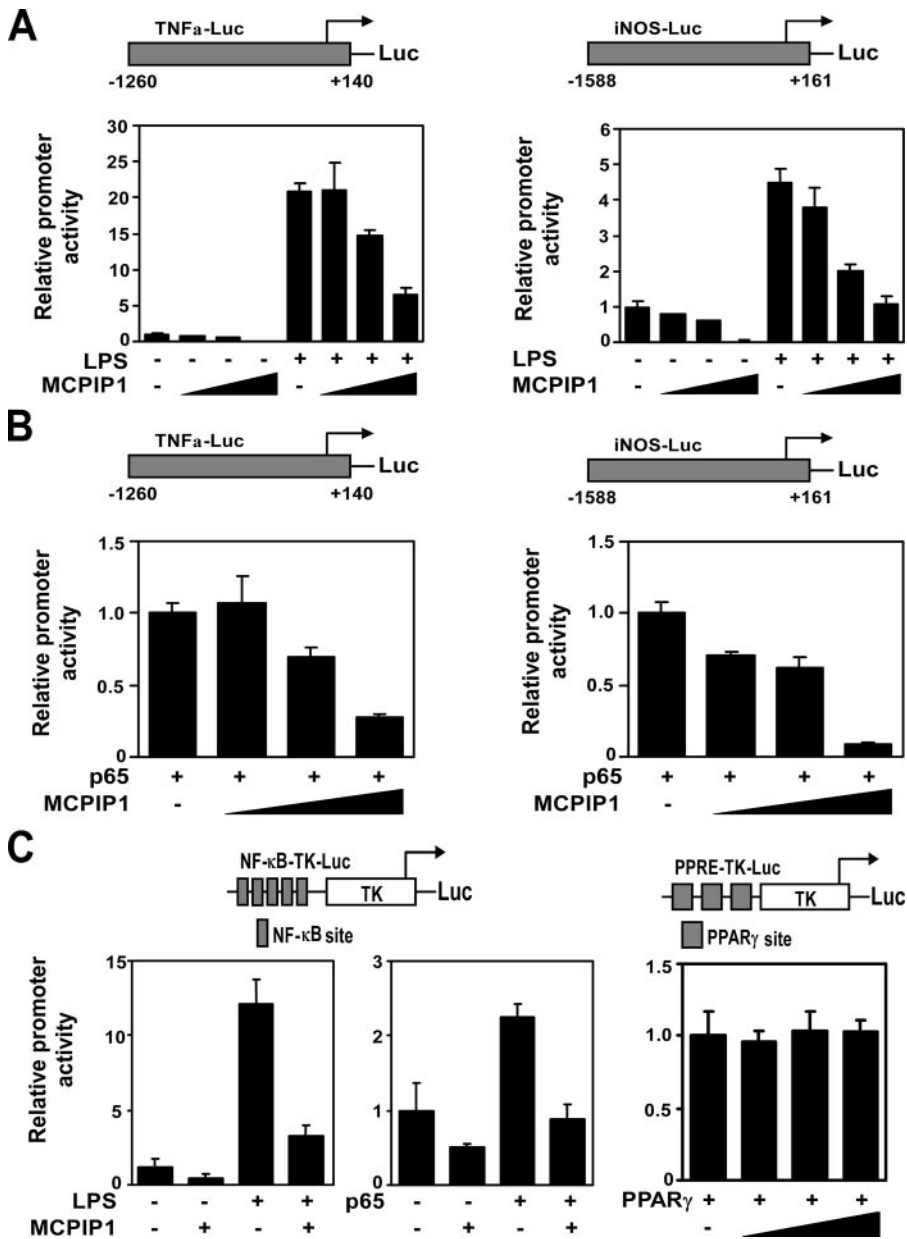 A
TNFa-Luc
Luc
-1260 +140
iNOS-Luc
Luc
-1588 +161
Relative promoter
activity
30
25
20
15
10
5
0
LPS - - - - + + + +
MCPIP1 - -
Relative promoter
activity
6
5
4
3
2
1
0
LPS - - - - + + + +
MCPIP1 - -
B
TNFa-Luc
Luc
-1260 +140
iNOS-Luc
Luc
-1588 +161
Relative promoter
activity
1.5
1.0
0.5
0
p65 + + + +
MCPIP1 -
Relative promoter
activity
1.5
1.0
0.5
0
p65 + + + +
MCPIP1 -
C
NF-κB-TK-Luc
TK
Luc
NF-κB site
PPRE-TK-Luc
TK
Luc
PPARγ site
Relative promoter
activity
15
10
5
0
LPS - - + +
MCPIP1 - + - +
3
2
1
0
p65 - - + +
- + - +
1.5
1.0
0.5
0
PPARγ + + + +
-